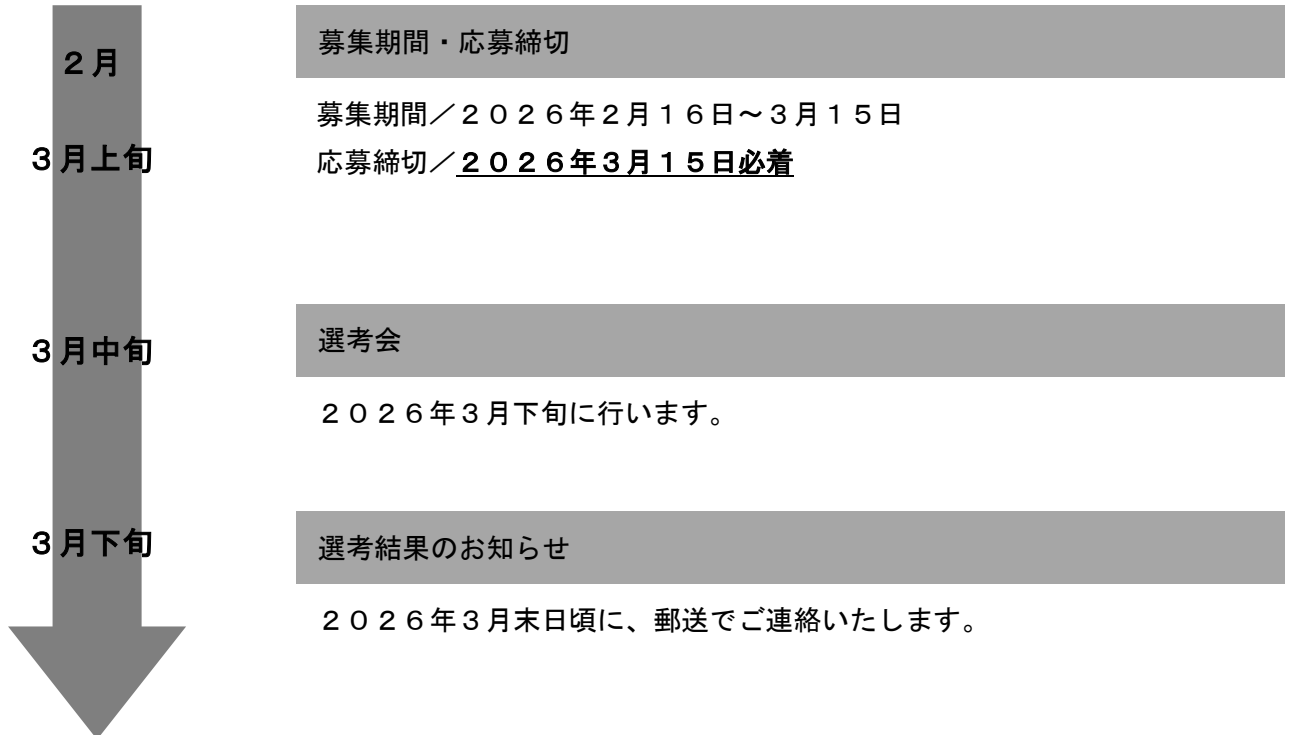 ２月
募集期間・応募締切
募集期間／２０２６年２月１６日～３月１５日
３月上旬
応募締切／２０２６年３月１５日必着
３月中旬
選考会
２０２６年３月下旬に行います。
３月下旬
選考結果のお知らせ
２０２６年３月末日頃に、郵送でご連絡いたします。